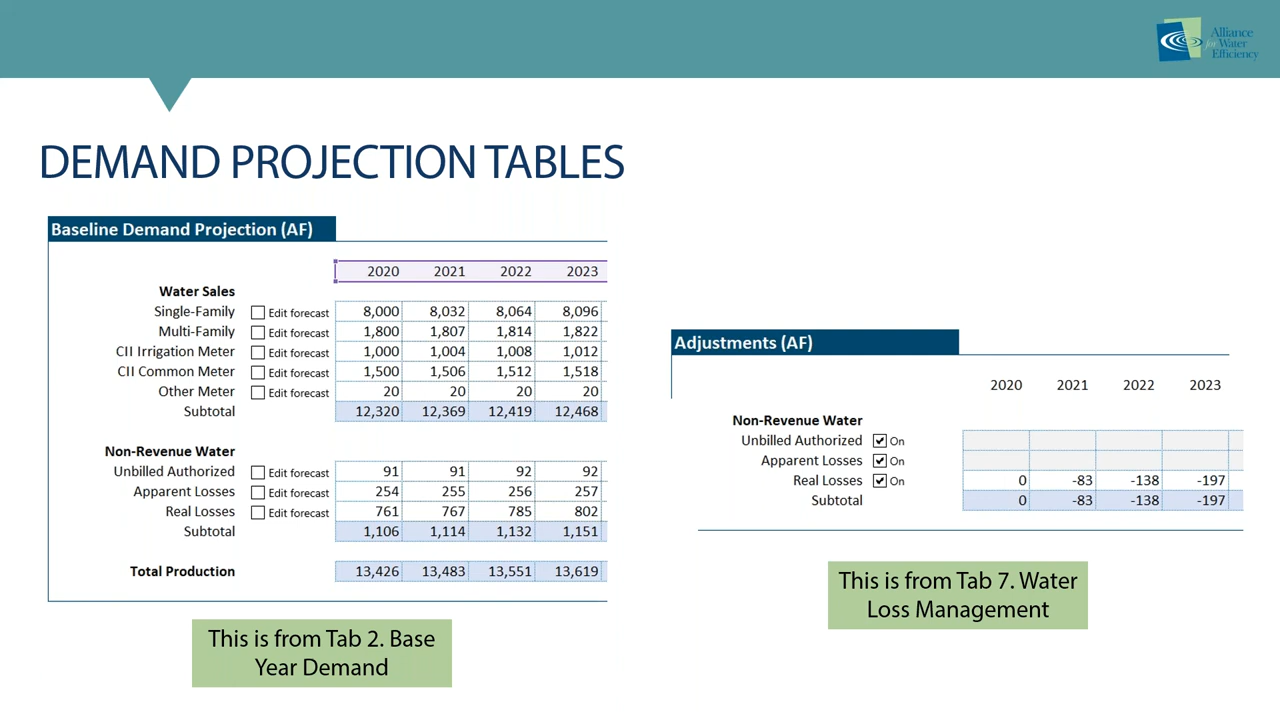 Alliance
for Water
Efficiency
DEMAND PROJECTION TABLES
Baseline Demand Projection (AF)
2020 2021 2022 2023
Water Sales
Single-Family Edit forecast 8,000 8,032 8,064 8,096
Multi-Family Edit forecast 1,800 1,807 1,814 1,822
CII Irrigation Meter Edit forecast 1,000 1,004 1,008 1,012
CII Common Meter Edit forecast 1,500 1,506 1,512 1,518
Other Meter Edit forecast 20 20 20 20
Subtotal 12,320 12,369 12,419 12,468
Non-Revenue Water
Unbilled Authorized Edit forecast 91 91 92 92
Apparent Losses Edit forecast 254 255 256 257
Real Losses Edit forecast 761 767 785 802
Subtotal 1,106 1,114 1,132 1,151
Total Production 13,426 13,483 13,551 13,619
This is from Tab 2. Base
Year Demand
Adjustments (AF)
2020 2021 2022 2023
Non-Revenue Water
Unbilled Authorized On
Apparent Losses On
Real Losses On 0 -83 -138 -197
Subtotal 0 -83 -138 -197
This is from Tab 7. Water
Loss Management